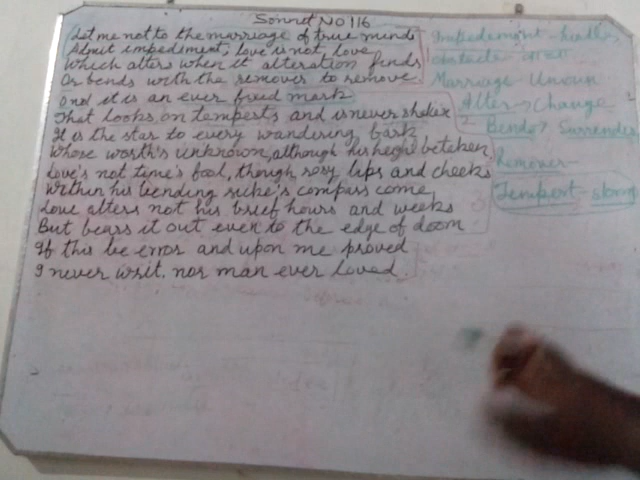 Sonnet No 116
Let me not to the marriage of true minds
Admit impediment, Love is not love
Which alters when it alteration finds
Or bends with the remover to remove
And it is an ever fixed mark
That looks on tempests and is never shaken
It is the star to every wandering bark
Whose worth's unknown, although his height betaken
Love's not time's fool, though rosy lips and cheeks
Within his bending sickle's compass come
Love alters not his brief hours and weeks
But bears it out even to the edge of doom
If this be error and upon me proved
I never writ, nor man ever loved.
Impediment - hurdles,
obstacle
Marriage - Union
Alter → Change
Bends → Surrender
Remover -
Tempest - storm